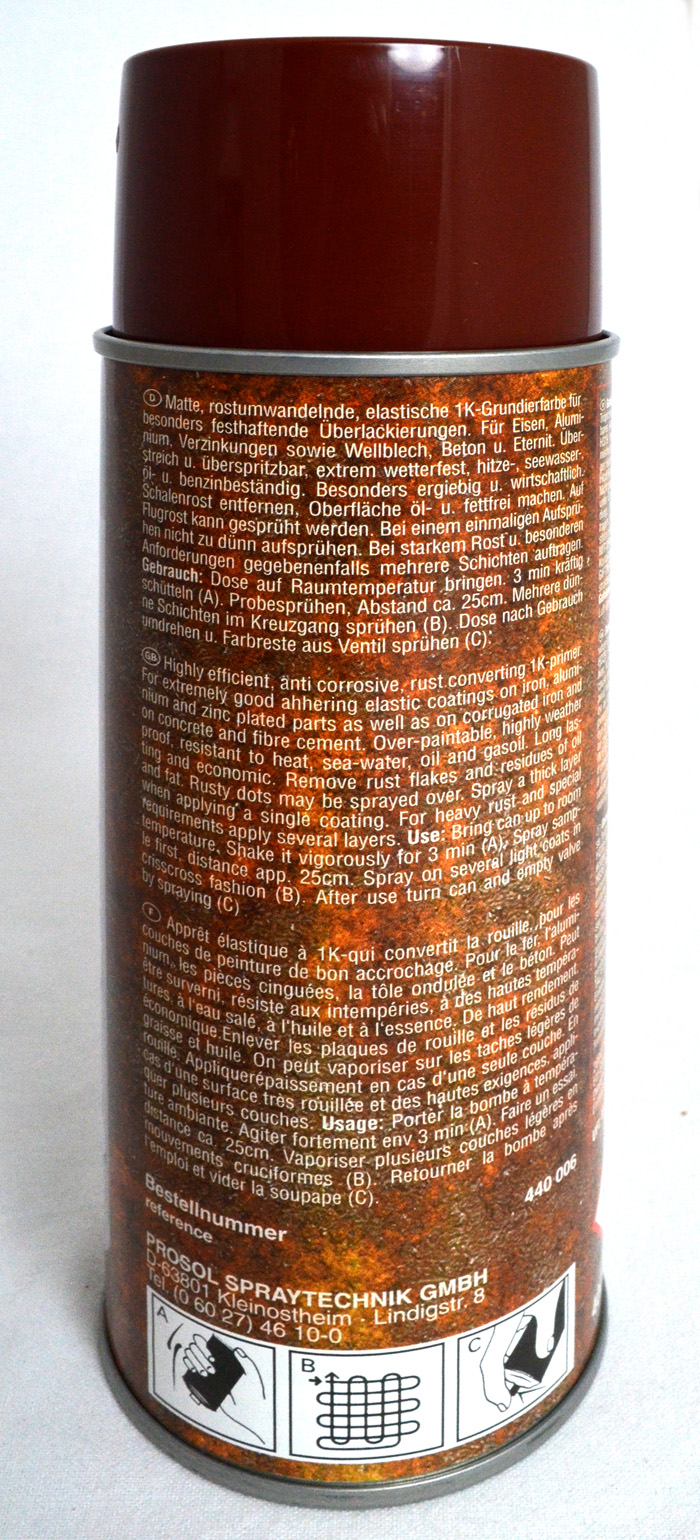 D Matte, rostumwandelnde, elastische 1K-Grundierfarbe für
besonders festhaftende Überlackierungen. Für Eisen, Alumi-
nium, Verzinkungen sowie Wellblech, Beton u. Eternit. Über-
streich u. überspritzbar, extrem wetterfest, hitze-, seewasser-,
öl- u. benzinbeständig. Besonders ergiebig u. wirtschaftlich.
Schalenrost entfernen, Oberfläche öl- u. fettfrei machen. Auf
Flugrost kann gesprüht werden. Bei einem einmaligen Aufsprü-
hen nicht zu dünn aufsprühen. Bei starkem Rost u. besonderen
Anforderungen gegebenenfalls mehrere Schichten auftragen.
Gebrauch: Dose auf Raumtemperatur bringen. 3 min kräftig
schütteln (A). Probesprühen, Abstand ca. 25cm. Mehrere dün-
ne Schichten im Kreuzgang sprühen (B). Dose nach Gebrauch
umdrehen u. Farbreste aus Ventil sprühen (C).
GB Highly efficient, anti corrosive, rust converting 1K-primer.
For extremely good ahhering elastic coatings on iron, alumi-
nium and zinc plated parts as well as on corrugated iron and
on concrete and fibre cement. Over-paintable, highly weather
proof, resistant to heat, sea-water, oil and gasoil. Long las-
ting and economic. Remove rust flakes and residues of oil
and fat. Rusty dots may be sprayed over. Spray a thick layer
when applying a single coating. For heavy rust and special
requirements apply several layers. Use: Bring can up to room
temperature. Shake it vigorously for 3 min (A). Spray samp-
le first, distance app. 25cm. Spray on several light coats in
crisscross fashion (B). After use turn can and empty valve
by spraying (C)
F Apprêt élastique à 1K-qui convertit la rouille, pour les
couches de peinture de bon accrochage. Pour le fer, l'alumi-
nium, les pièces cinguées, la tôle ondulée et le béton. Peut
être surverni, résiste aux intempéries, à des hautes tempéra-
tures, à l'eau salé, à l'huile et à l'essence. De haut rendement,
économique.Enlever les plaques de rouille et les résidus de
graisse et huile. On peut vaporiser sur les taches légères de
rouille. Appliquerépaissement en cas d'une seule couche. En
cas d'une surface très rouillée et des hautes exigences, appli-
quer plusieurs couches. Usage: Porter la bombe à tempéra-
ture ambiante. Agiter fortement env 3 min (A). Faire un essai,
distance ca. 25cm. Vaporiser plusieurs couches légères en
mouvements cruciformes (B). Retourner la bombe après
l'emploi et vider la soupape (C).
Bestellnummer 440 006
reference
PROSOL SPRAYTECHNIK GMBH
D-63801 Kleinostheim · Lindigstr. 8
Tel. (0 60 27) 46 10-0
A B C